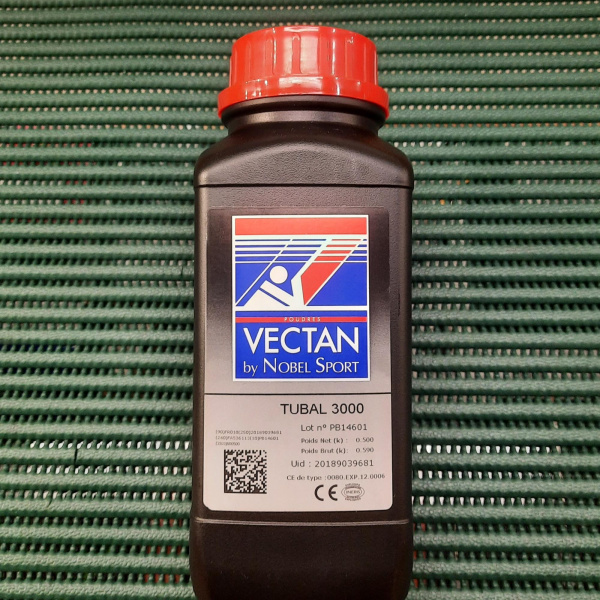 POUDRES
VECTAN
by NOBEL SPORT
TUBAL 3000
Lot n° PB14601
Poids Net (k) : 0.500
Poids Brut (k): 0.590
Uid : 20189039681
CE de type :0080.EXP.12.0006
CE